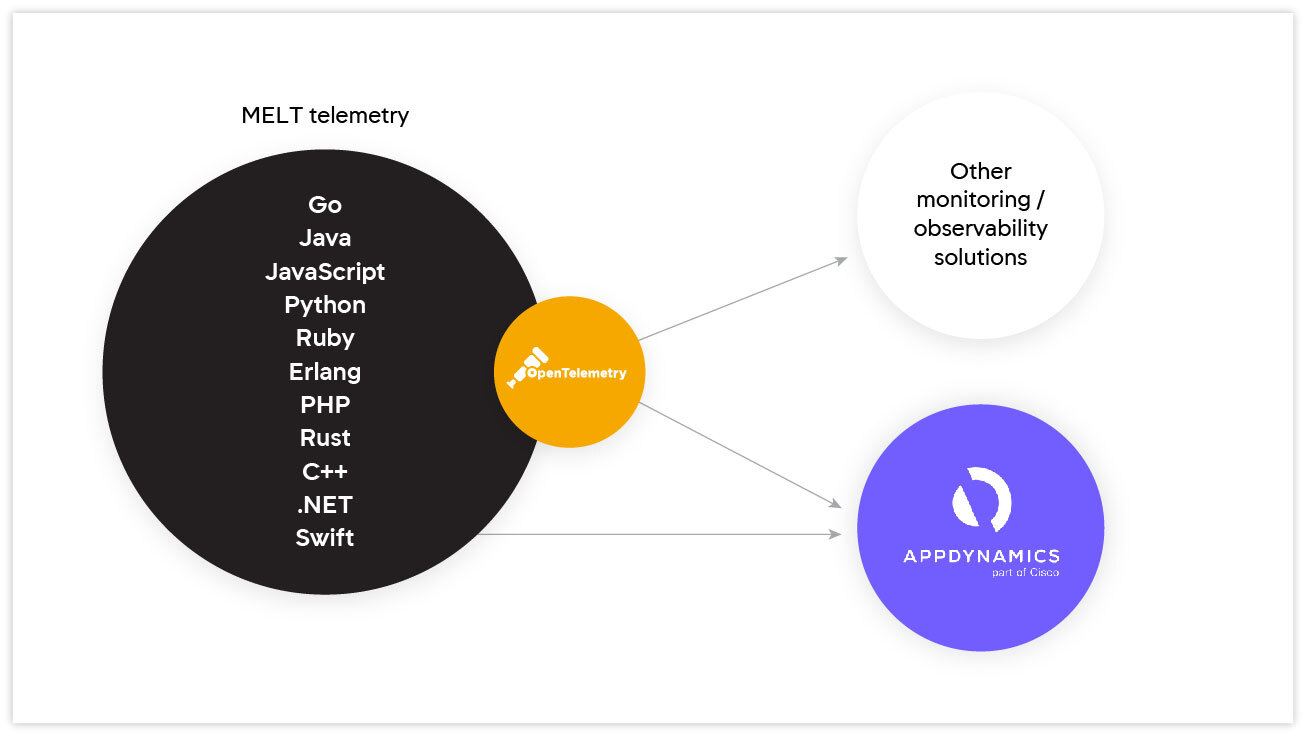 MELT telemetry
Go
Java
JavaScript
Python
Ruby
Erlang
PHP
Rust
C++
.NET
Swift
OpenTelemetry
Other
monitoring /
observability
solutions
APPDYNAMICS
part of Cisco